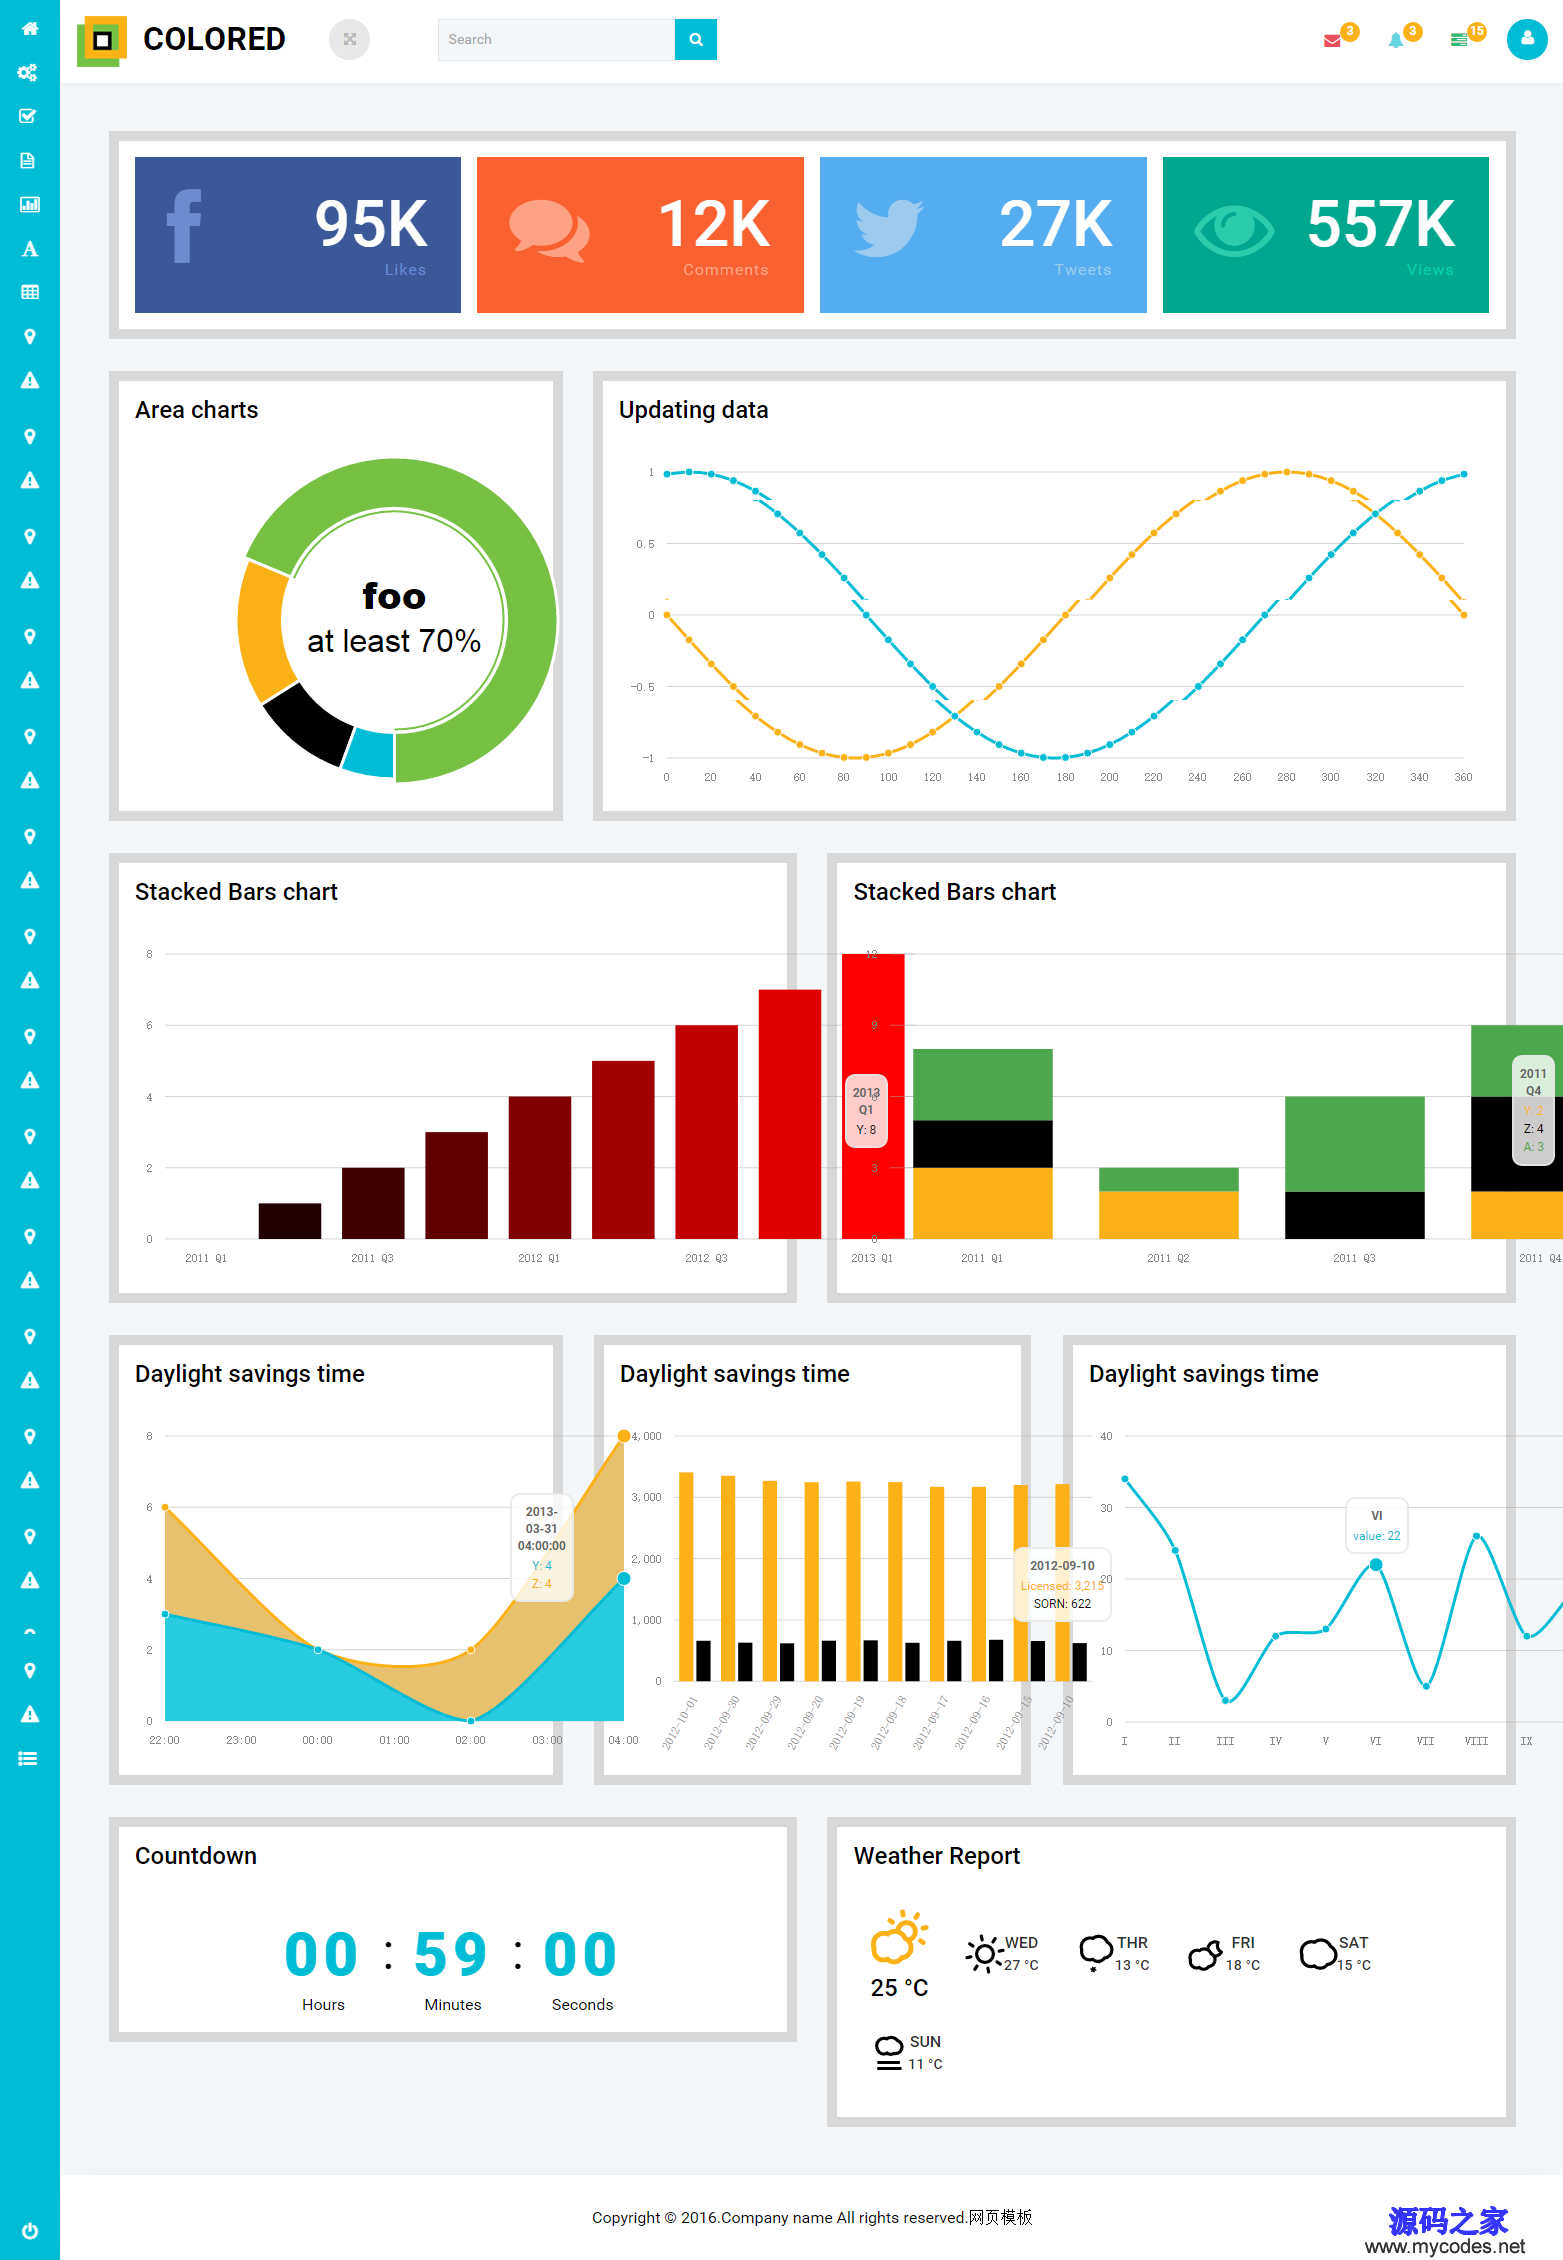 COLORED
Search
3
3
15
95K
Likes
12K
Comments
27K
Tweets
557K
Views
Area charts
foo
at least 70%
Updating data
1
0.5
0
-0.5
-1
0 20 40 60 80 100 120 140 160 180 200 220 240 260 280 300 320 340 360
Stacked Bars chart
8
6
4
2
0
2011 Q1 2011 Q3 2012 Q1 2012 Q3 2013 Q1
2013
Q1
Y: 8
Stacked Bars chart
12
9
6
3
0
2011 Q1 2011 Q2 2011 Q3 2011 Q4
2011
Q4
Y: 2
Z: 4
A: 3
Daylight savings time
8
6
4
2
0
22:00 23:00 00:00 01:00 02:00 03:00 04:00
2013-
03-31
04:00:00
Y: 4
Z: 4
Daylight savings time
4,000
3,000
2,000
1,000
0
2012-10-01 2012-09-30 2012-09-29 2012-09-20 2012-09-19 2012-09-18 2012-09-17 2012-09-16 2012-09-15 2012-09-10
2012-09-10
Licensed: 3,215
SORN: 622
Daylight savings time
40
30
20
10
0
I II III IV V VI VII VIII IX
VI
value: 22
Countdown
00 : 59 : 00
Hours Minutes Seconds
Weather Report
25 °C
WED
27 °C
THR
13 °C
FRI
18 °C
SAT
15 °C
SUN
11 °C
Copyright © 2016.Company name All rights reserved.网页模板
源码之家
www.mycodes.net